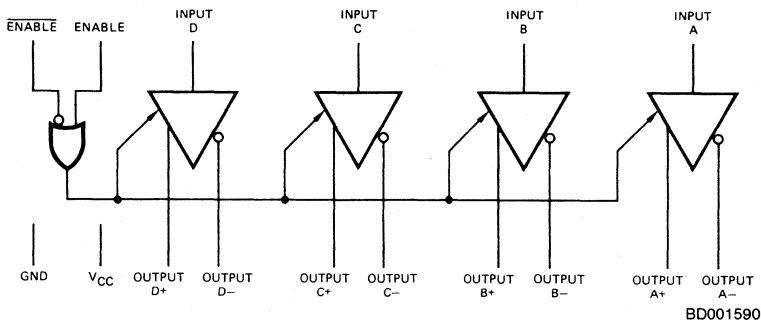 ENABLE ENABLE
INPUT
D
INPUT
C
INPUT
B
INPUT
A
GND
VCC
OUTPUT
D+
OUTPUT
D–
OUTPUT
C+
OUTPUT
C–
OUTPUT
B+
OUTPUT
B–
OUTPUT
A+
OUTPUT
A–
BD001590